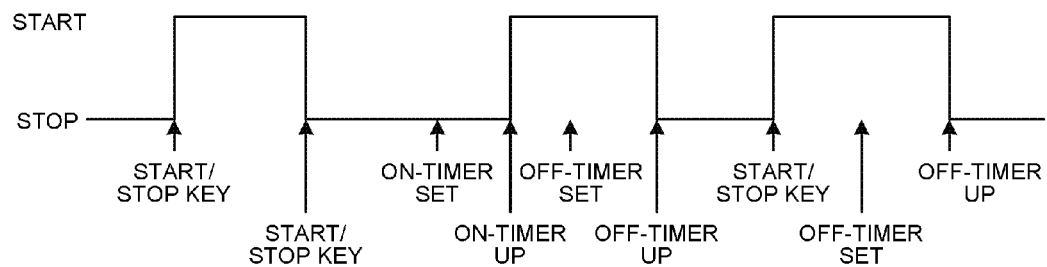 START
STOP
START/
STOP KEY
START/
STOP KEY
ON-TIMER
SET
ON-TIMER
UP
OFF-TIMER
SET
OFF-TIMER
UP
START/
STOP KEY
OFF-TIMER
SET
OFF-TIMER
UP